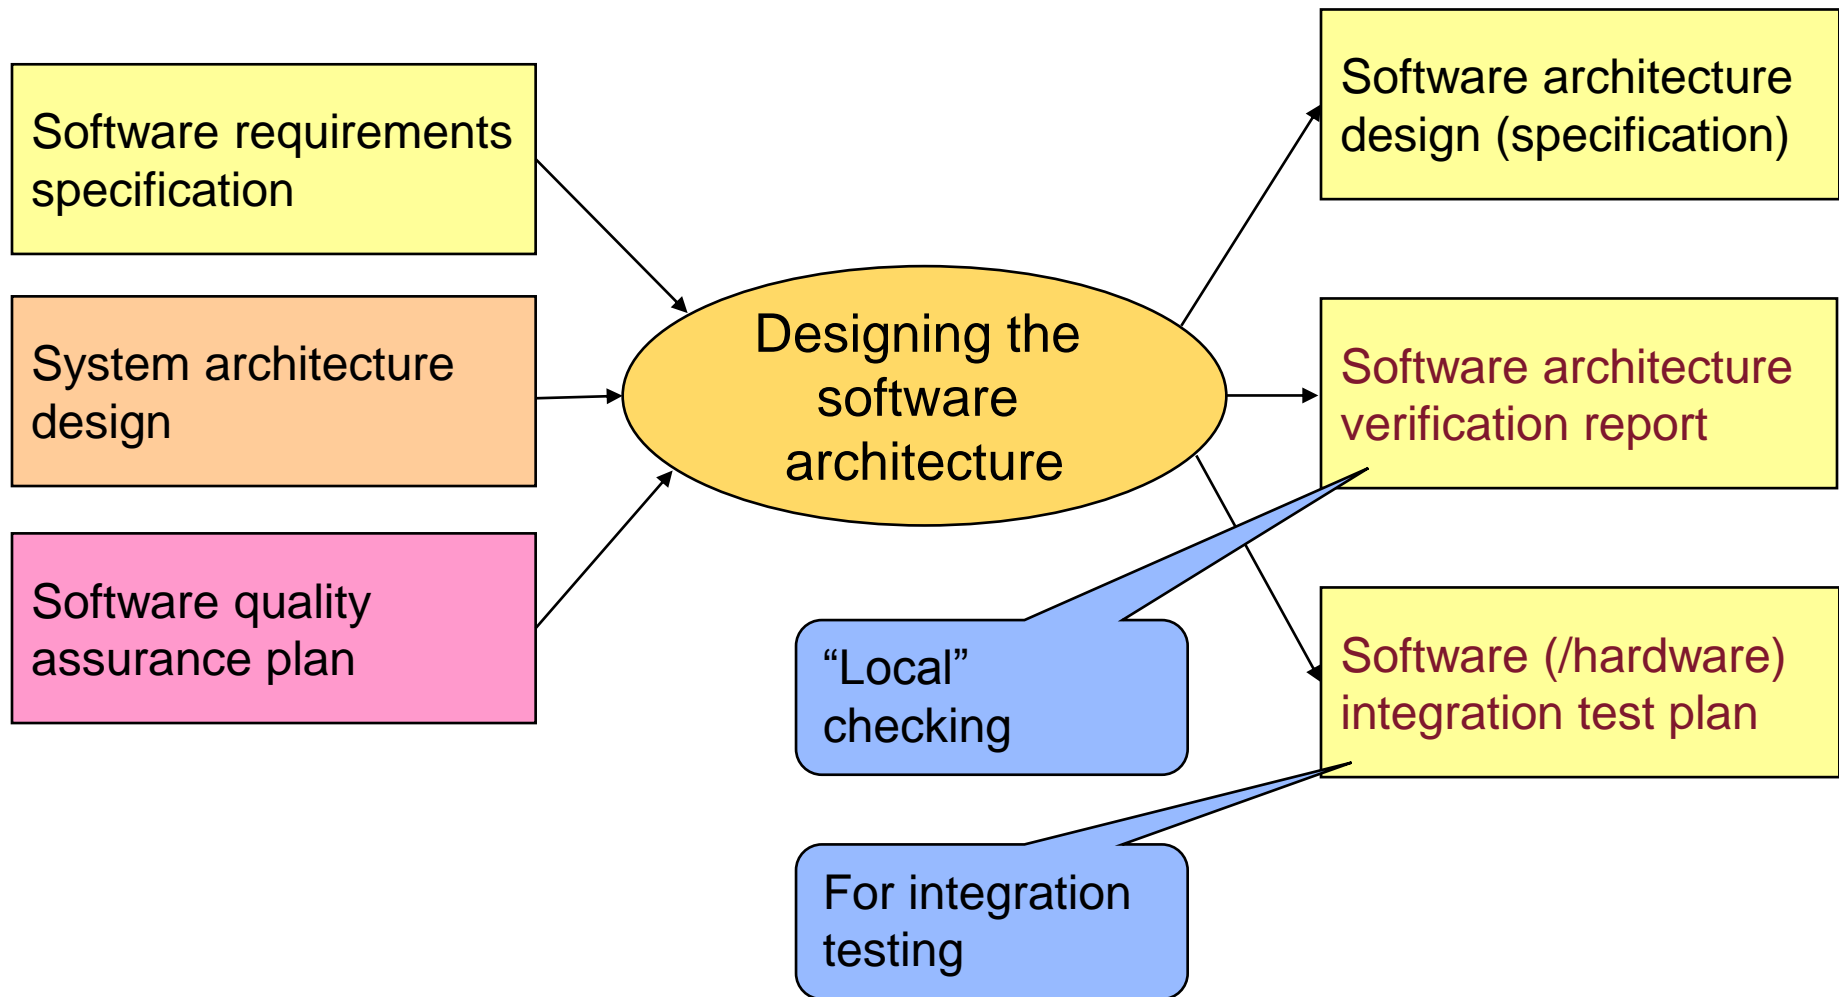 Software requirements
specification
System architecture
design
Software quality
assurance plan
Designing the
software
architecture
Software architecture
design (specification)
Software architecture
verification report
Software (/hardware)
integration test plan
“Local”
checking
For integration
testing